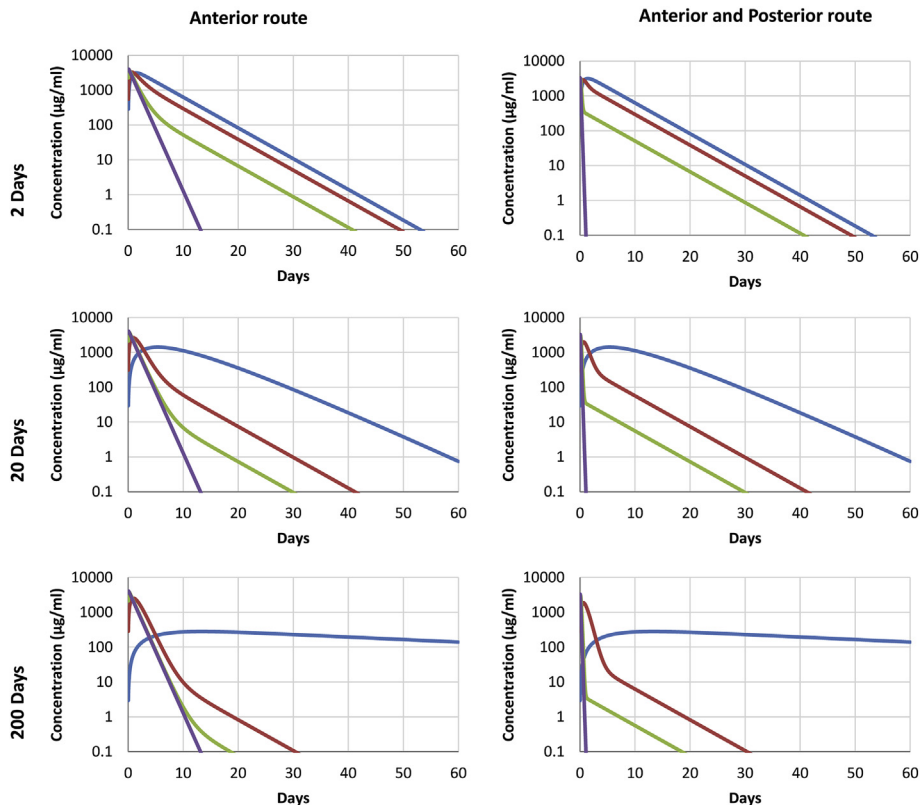 Anterior route
Anterior and Posterior route
2 Days
Concentration (µg/ml)
10000
1000
100
10
1
0.1
0 10 20 30 40 50 60
Days
Concentration (µg/ml)
10000
1000
100
10
1
0.1
0 10 20 30 40 50 60
Days
20 Days
Concentration (µg/ml)
10000
1000
100
10
1
0.1
0 10 20 30 40 50 60
Days
Concentration (µg/ml)
10000
1000
100
10
1
0.1
0 10 20 30 40 50 60
Days
200 Days
Concentration (µg/ml)
10000
1000
100
10
1
0.1
0 10 20 30 40 50 60
Days
Concentration (µg/ml)
10000
1000
100
10
1
0.1
0 10 20 30 40 50 60
Days